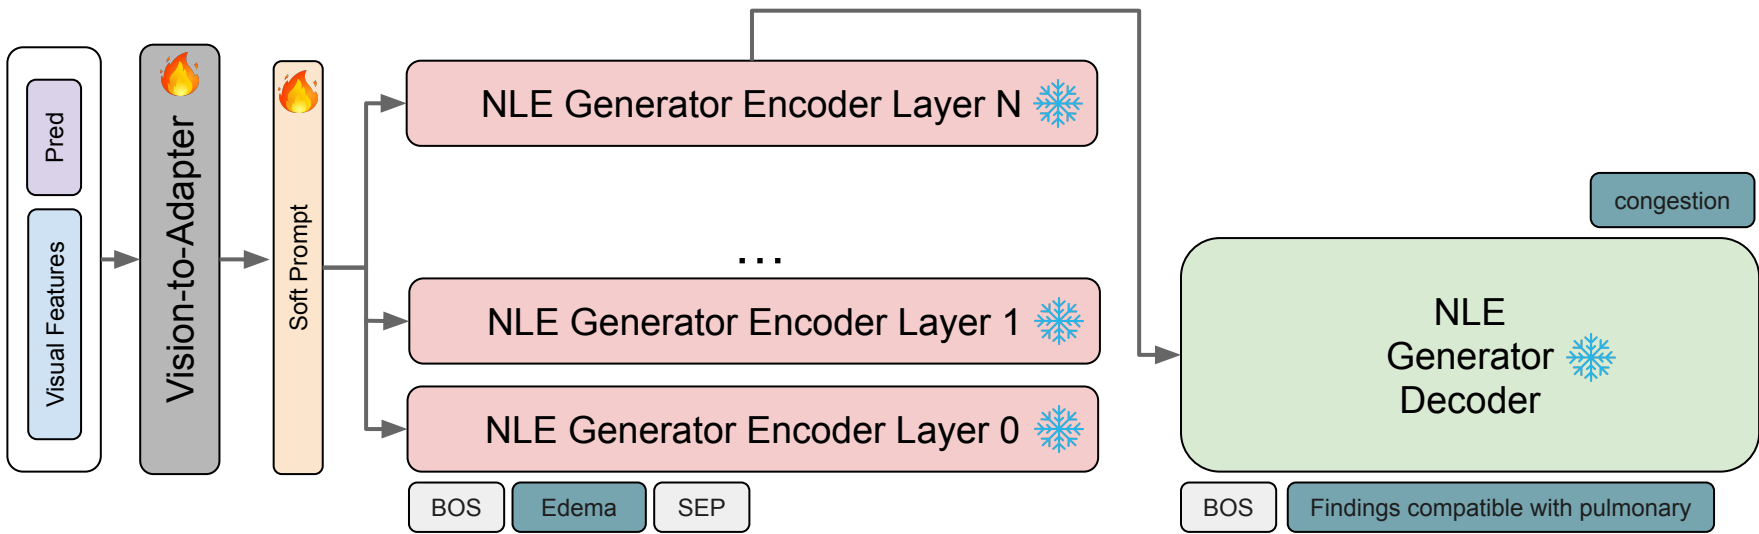 Pred
Visual Features
Vision-to-Adapter
Soft Prompt
NLE Generator Encoder Layer N
...
NLE Generator Encoder Layer 1
NLE Generator Encoder Layer 0
BOS
Edema
SEP
congestion
NLE
Generator
Decoder
BOS
Findings compatible with pulmonary